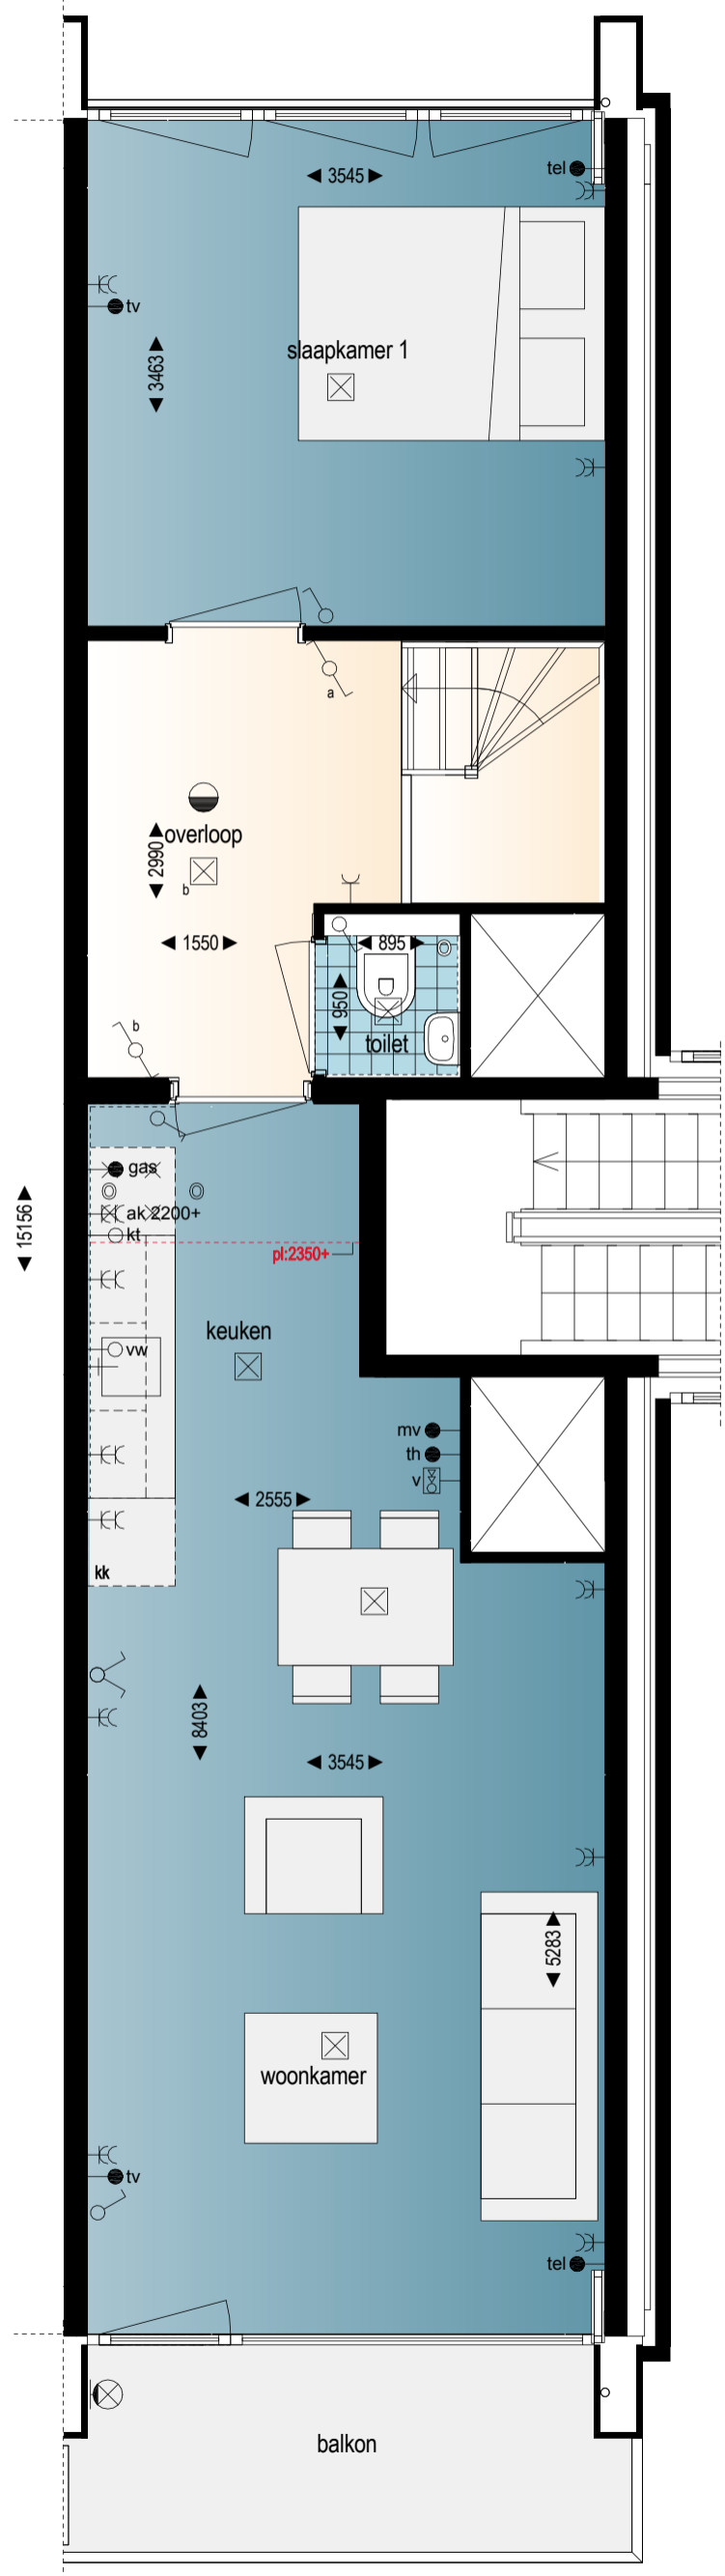 3545
tel
tv
slaapkamer 1
3463
a
overloop
2990
b
1550
895
950
toilet
b
gas
ak 2200+
kt
15156
pl:2350+
keuken
vw
mv
th
v
2555
kk
8403
3545
5283
woonkamer
tv
tel
balkon